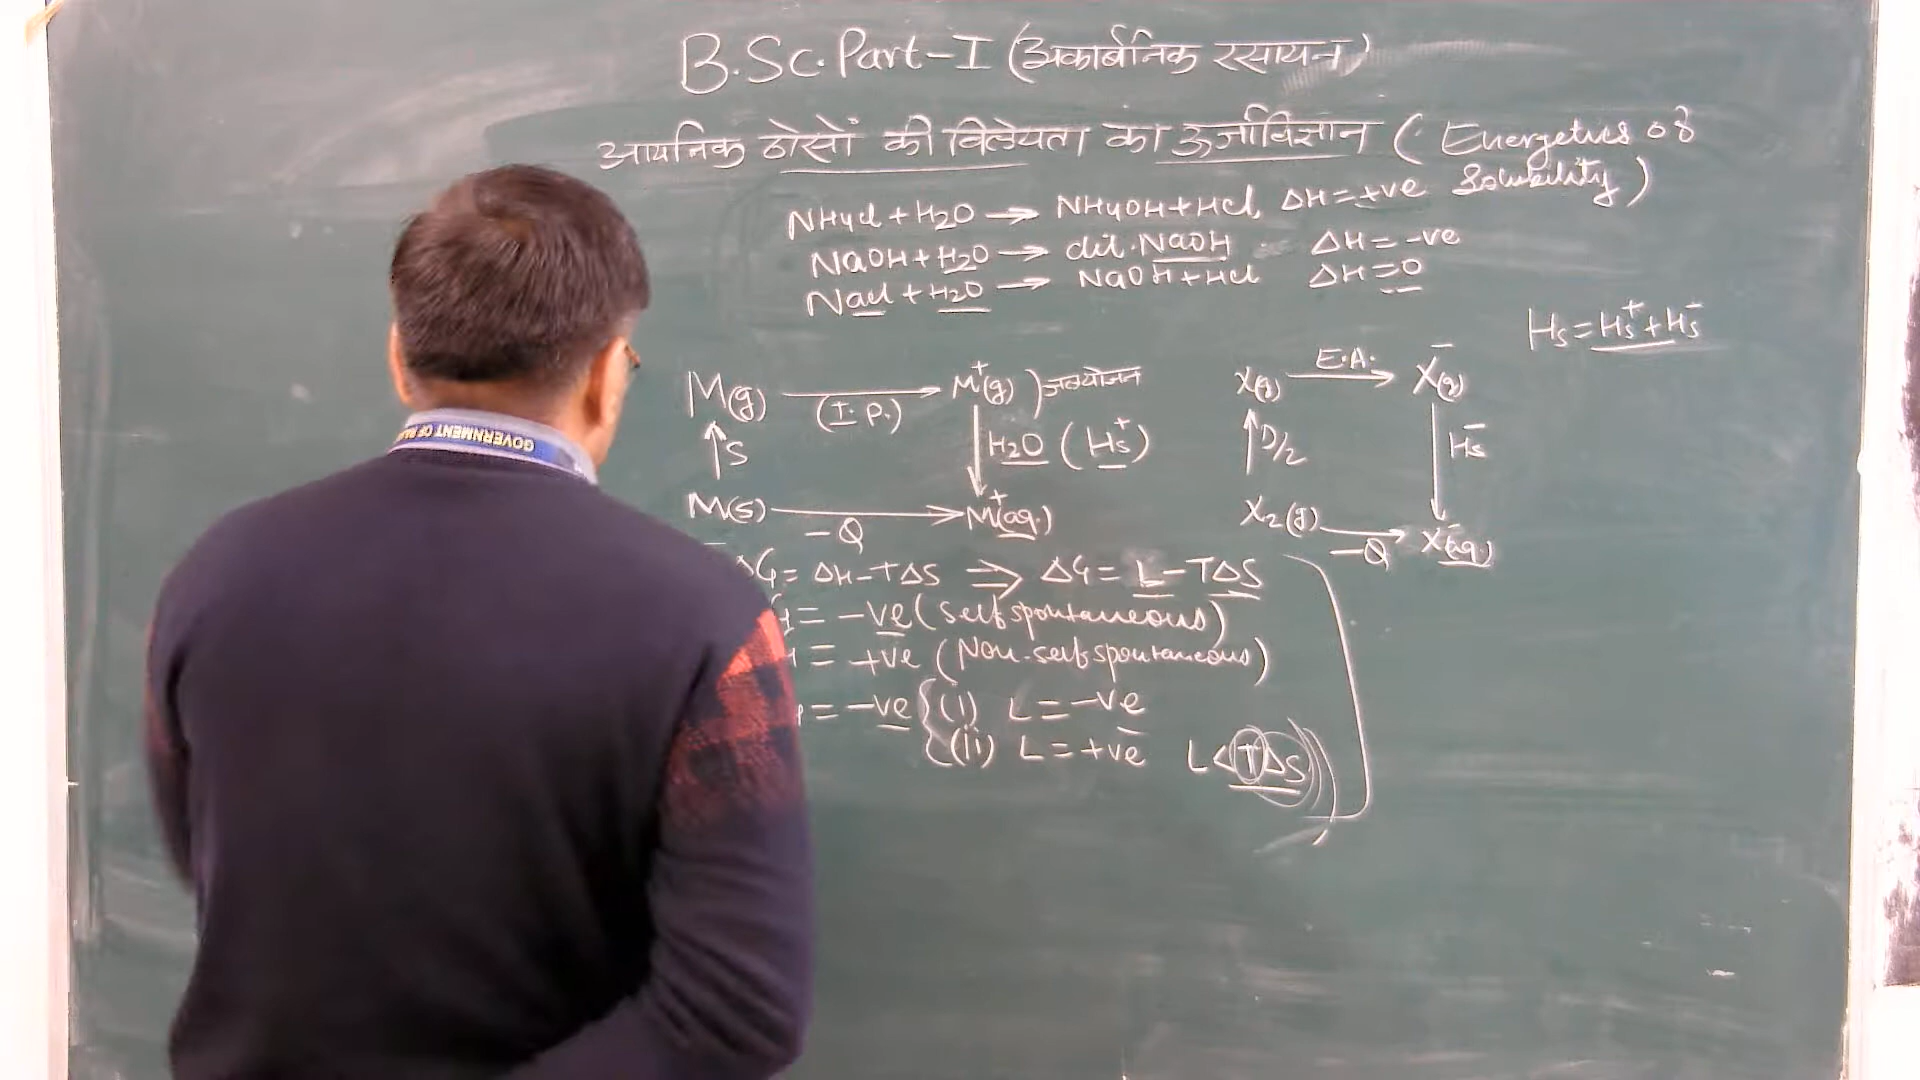 B.Sc. Part-I (अकार्बनिक रसायन)
आयनिक ठोसों की विलेयता का ऊर्जाविज्ञान (Energetics of Solubility)
NH4Cl + H2O → NH4OH + HCl, ΔH = +ve
NaOH + H2O → dil. NaOH ΔH = -ve
NaCl + H2O → NaOH + HCl ΔH = 0
Hs = Hs⁺ + Hs⁻
M(g) → M⁺(g) जलयोजन
(I.P.)
↑S
↓ H2O (Hs⁺)
M(s) → M⁺(aq.)
-Q
E.A.
X(g) → X⁻(g)
↑D/2
↓ Hs⁻
X2(g) → X⁻(aq.)
-Q
ΔG = ΔH - TΔS ⇒ ΔG = L - TΔS
= -ve (self spontaneous)
= +ve (Non-self spontaneous)
= -ve { (i) L = -ve
(ii) L = +ve L < TΔS
GOVERNMENT OF